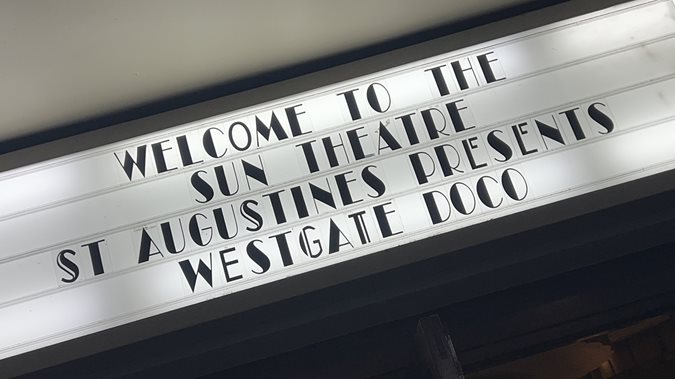 WELCOME TO THE
SUN THEATRE
ST AUGUSTINES PRESENTS
WESTGATE DOCO